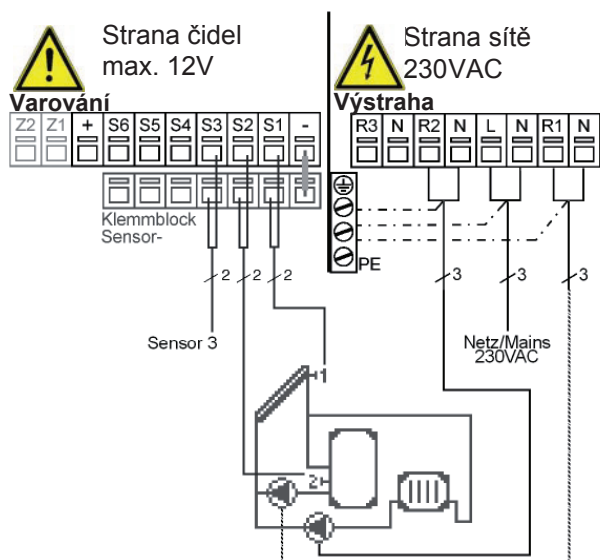 Strana čidel
max. 12V
Varování
Z2 Z1 + S6 S5 S4 S3 S2 S1 -
Klemmblock
Sensor-
2 2 2
Sensor 3
Strana sítě
230VAC
Výstraha
R3 N R2 N L N R1 N
PE
3 3 3
Netz/Mains
230VAC
1
2